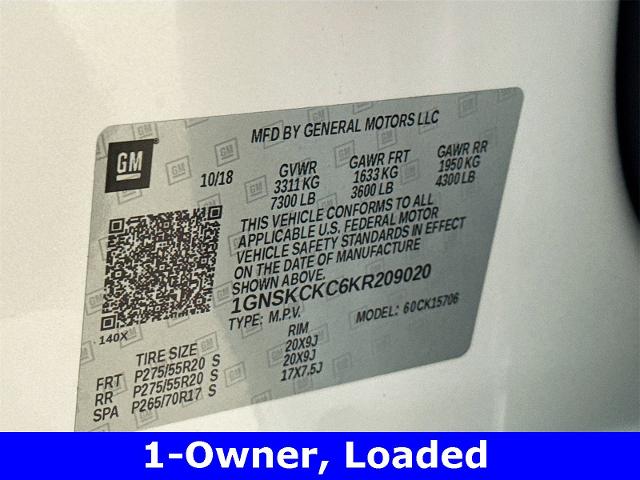 MFD BY GENERAL MOTORS LLC
GM
10/18
GVWR
3311 KG
7300 LB
GAWR FRT
1633 KG
3600 LB
GAWR RR
1950 KG
4300 LB
THIS VEHICLE CONFORMS TO ALL
APPLICABLE U.S. FEDERAL MOTOR
VEHICLE SAFETY STANDARDS IN EFFECT
ON THE DATE OF MANUFACTURE
SHOWN ABOVE.
1GNSKCKC6KR209020
TYPE: M.P.V. MODEL: 60CK15706
140X
TIRE SIZE RIM
FRT P275/55R20 S 20X9J
RR P275/55R20 S 20X9J
SPA P265/70R17 S 17X7.5J
1-Owner, Loaded